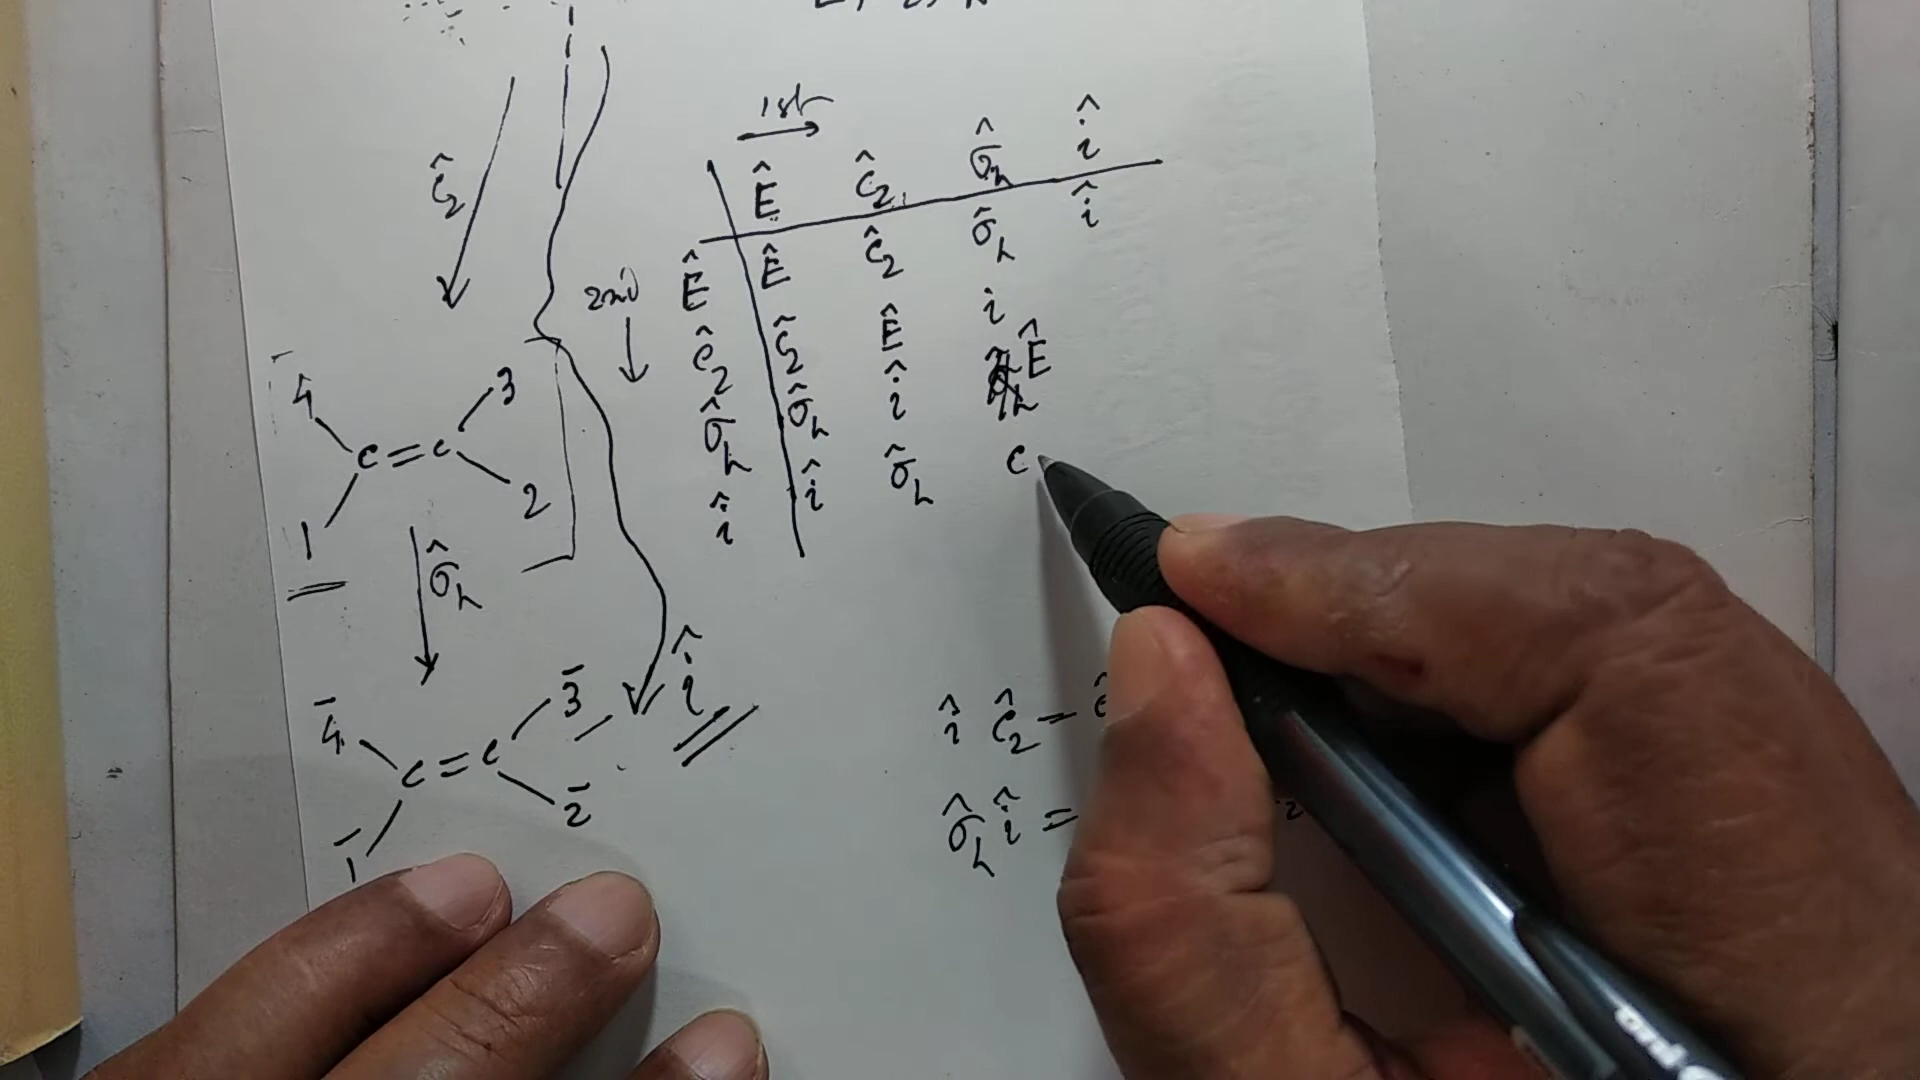 1st
Ê Ĉ₂ σ̂ₕ î
Ê Ê Ĉ₂ σ̂ₕ î
2nd
Ĉ₂ Ĉ₂ Ê i
σ̂ₕ σ̂ₕ î Ê
î î σ̂ₕ C
Ĉ₂
4 3
C=C
1 2
σ̂ₕ
î
4̄ 3̄
C=C
1̄ 2̄
î Ĉ₂ =
σ̂ₕ î =